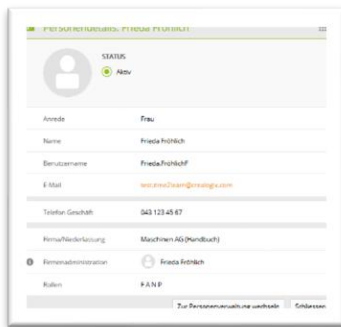 Personendetails: Frieda Fröhlich
STATUS
Aktiv
Anrede Frau
Name Frieda Fröhlich
Benutzername Frieda.FröhlichF
E-Mail
Telefon Geschäft 043 123 45 67
Firma/Niederlassung Maschinen AG (Handbuch)
Firmenadministration Frieda Fröhlich
Rollen F A N P
Zur Personenverwaltung wechseln Schliessen